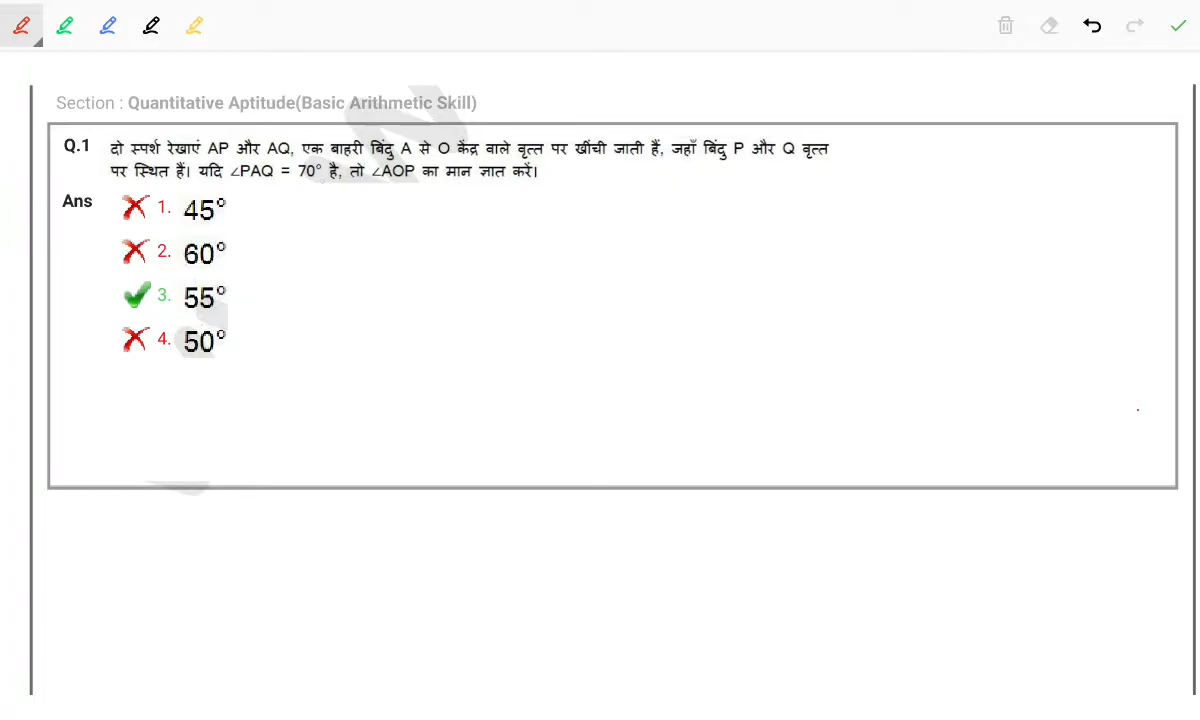 Section : Quantitative Aptitude(Basic Arithmetic Skill)
Q.1 दो स्पर्श रेखाएं AP और AQ, एक बाहरी बिंदु A से O केंद्र वाले वृत्त पर खींची जाती हैं, जहाँ बिंदु P और Q वृत्त
पर स्थित हैं। यदि ∠PAQ = 70° है, तो ∠AOP का मान ज्ञात करें।
Ans 1. 45°
2. 60°
3. 55°
4. 50°